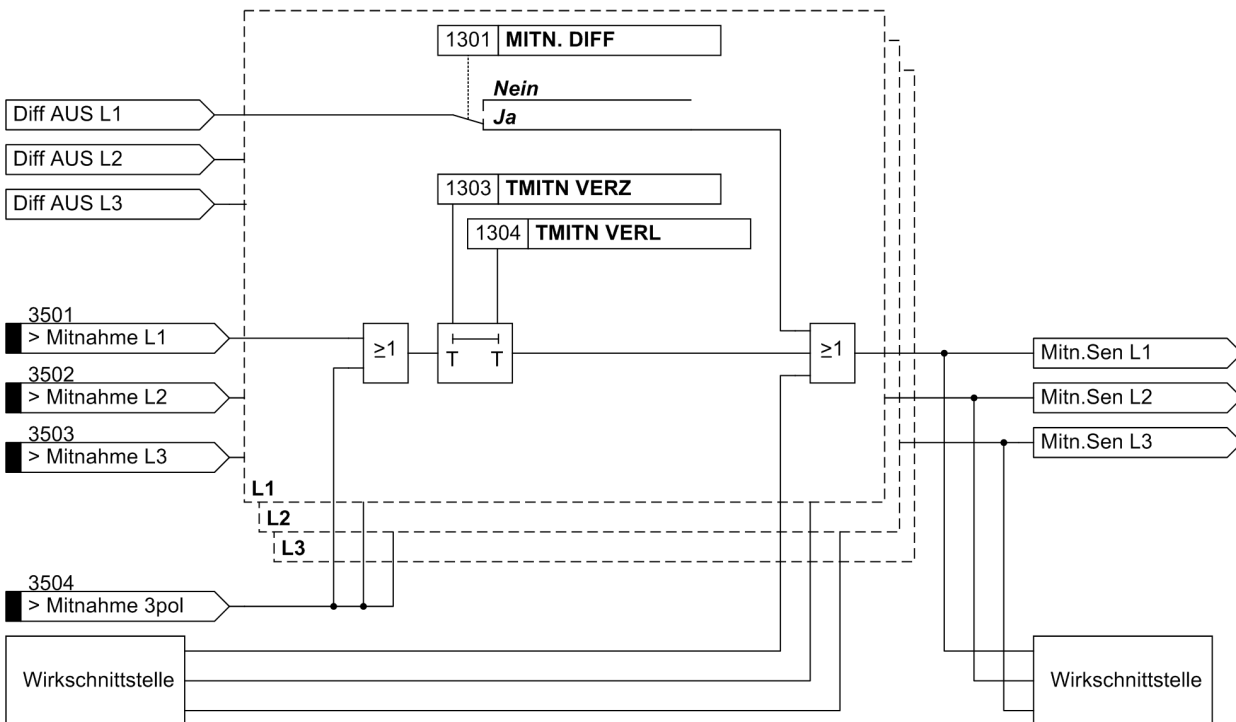 1301 MITN. DIFF
Nein
Diff AUS L1
Ja
Diff AUS L2
Diff AUS L3
1303 TMITN VERZ
1304 TMITN VERL
3501
> Mitnahme L1
≥1
T T
≥1
Mitn.Sen L1
3502
> Mitnahme L2
Mitn.Sen L2
3503
> Mitnahme L3
Mitn.Sen L3
L1
L2
L3
3504
> Mitnahme 3pol
Wirkschnittstelle
Wirkschnittstelle